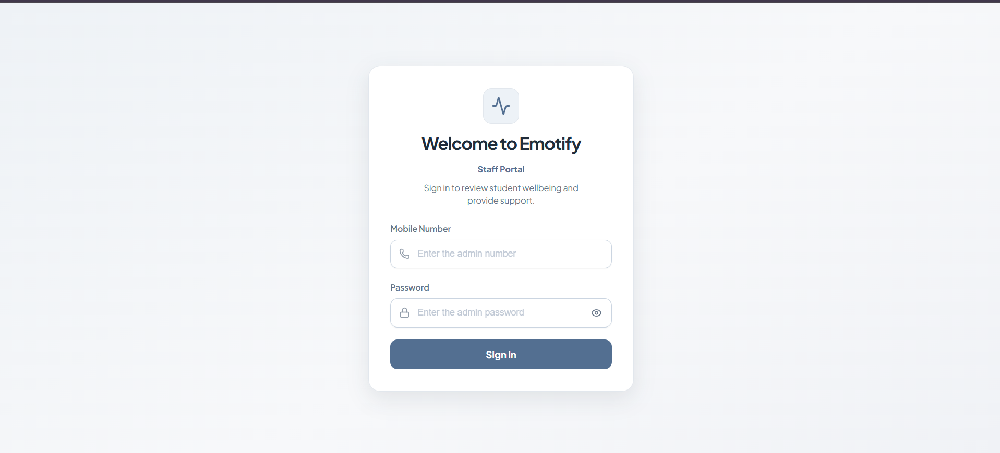 Welcome to Emotify
Staff Portal
Sign in to review student wellbeing and
provide support.
Mobile Number
Enter the admin number
Password
Enter the admin password
Sign in